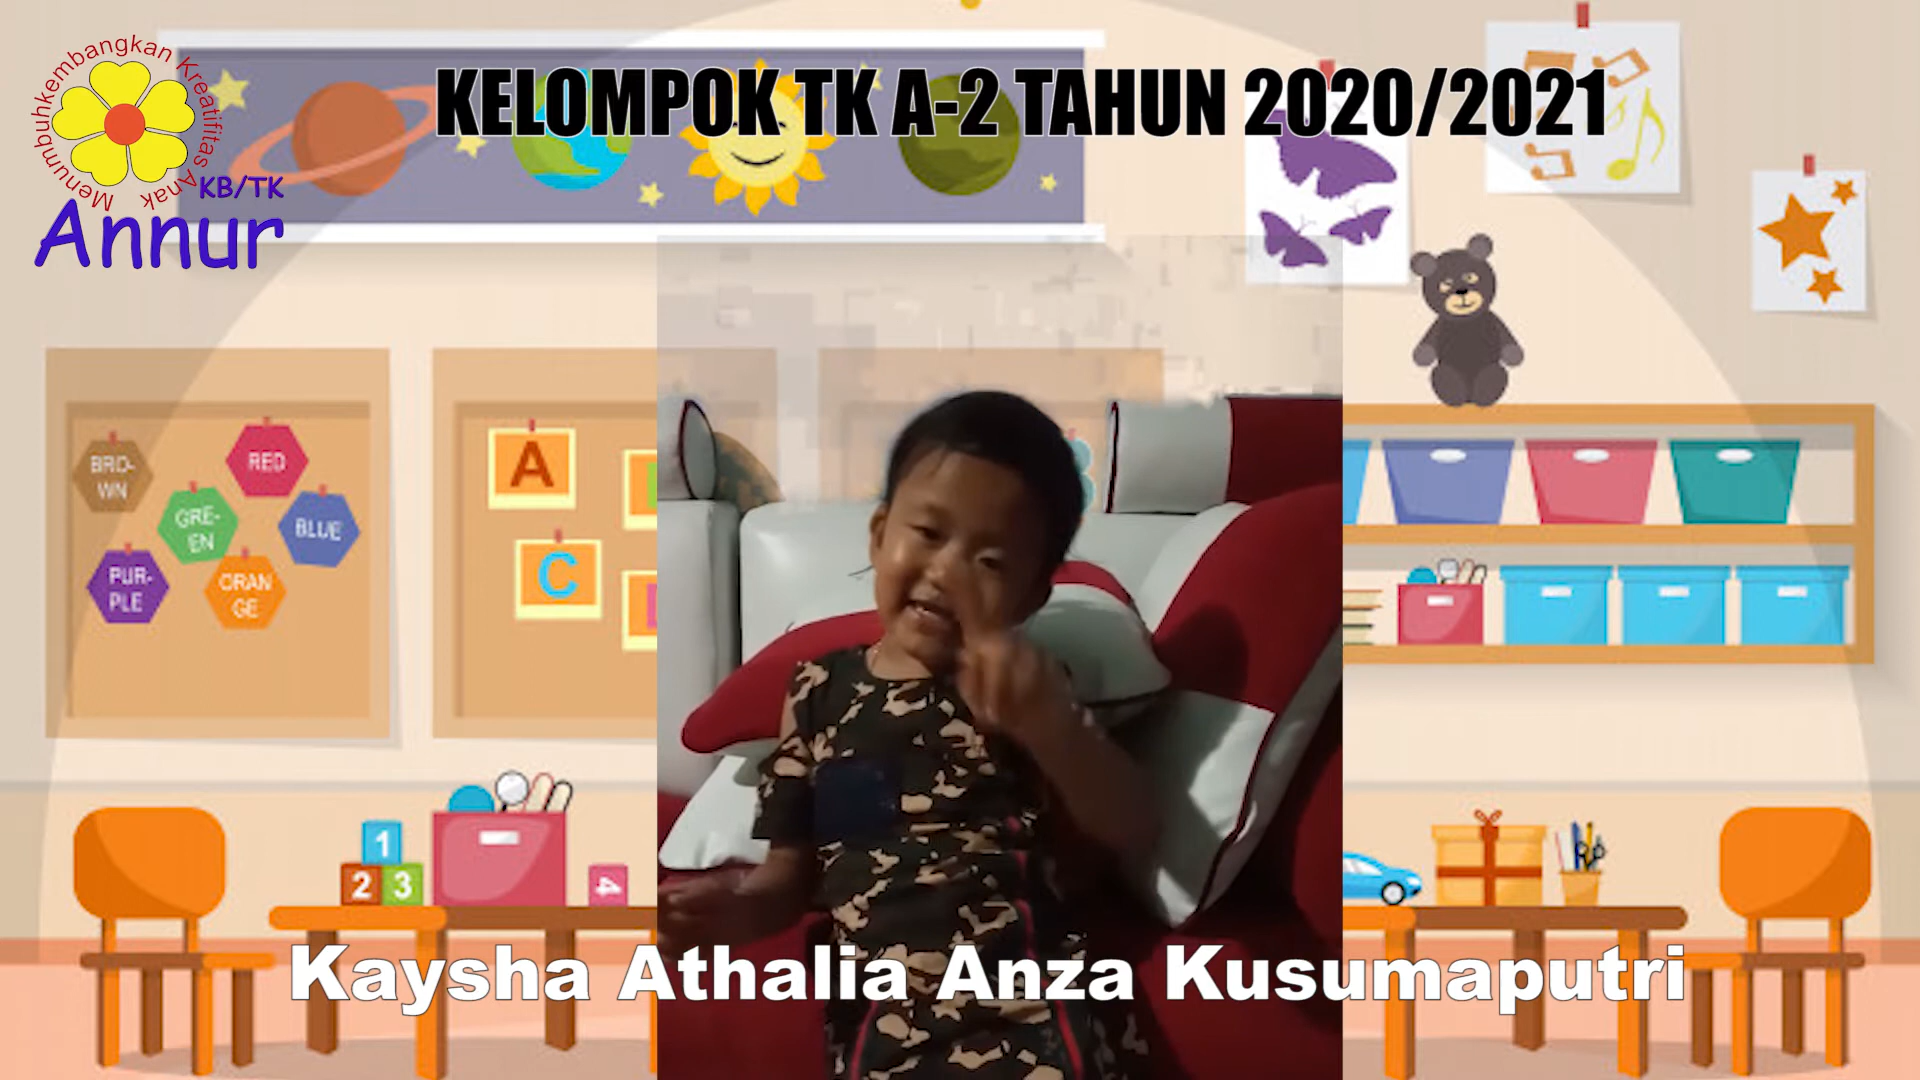 Menumbuhkembangkan Kreatifitas Anak
KB/TK
Annur
KELOMPOK TK A-2 TAHUN 2020/2021
BRO-
WN
RED
GRE-
EN
BLUE
PUR-
PLE
ORAN
GE
A
C
1
2 3
4
Kaysha Athalia Anza Kusumaputri